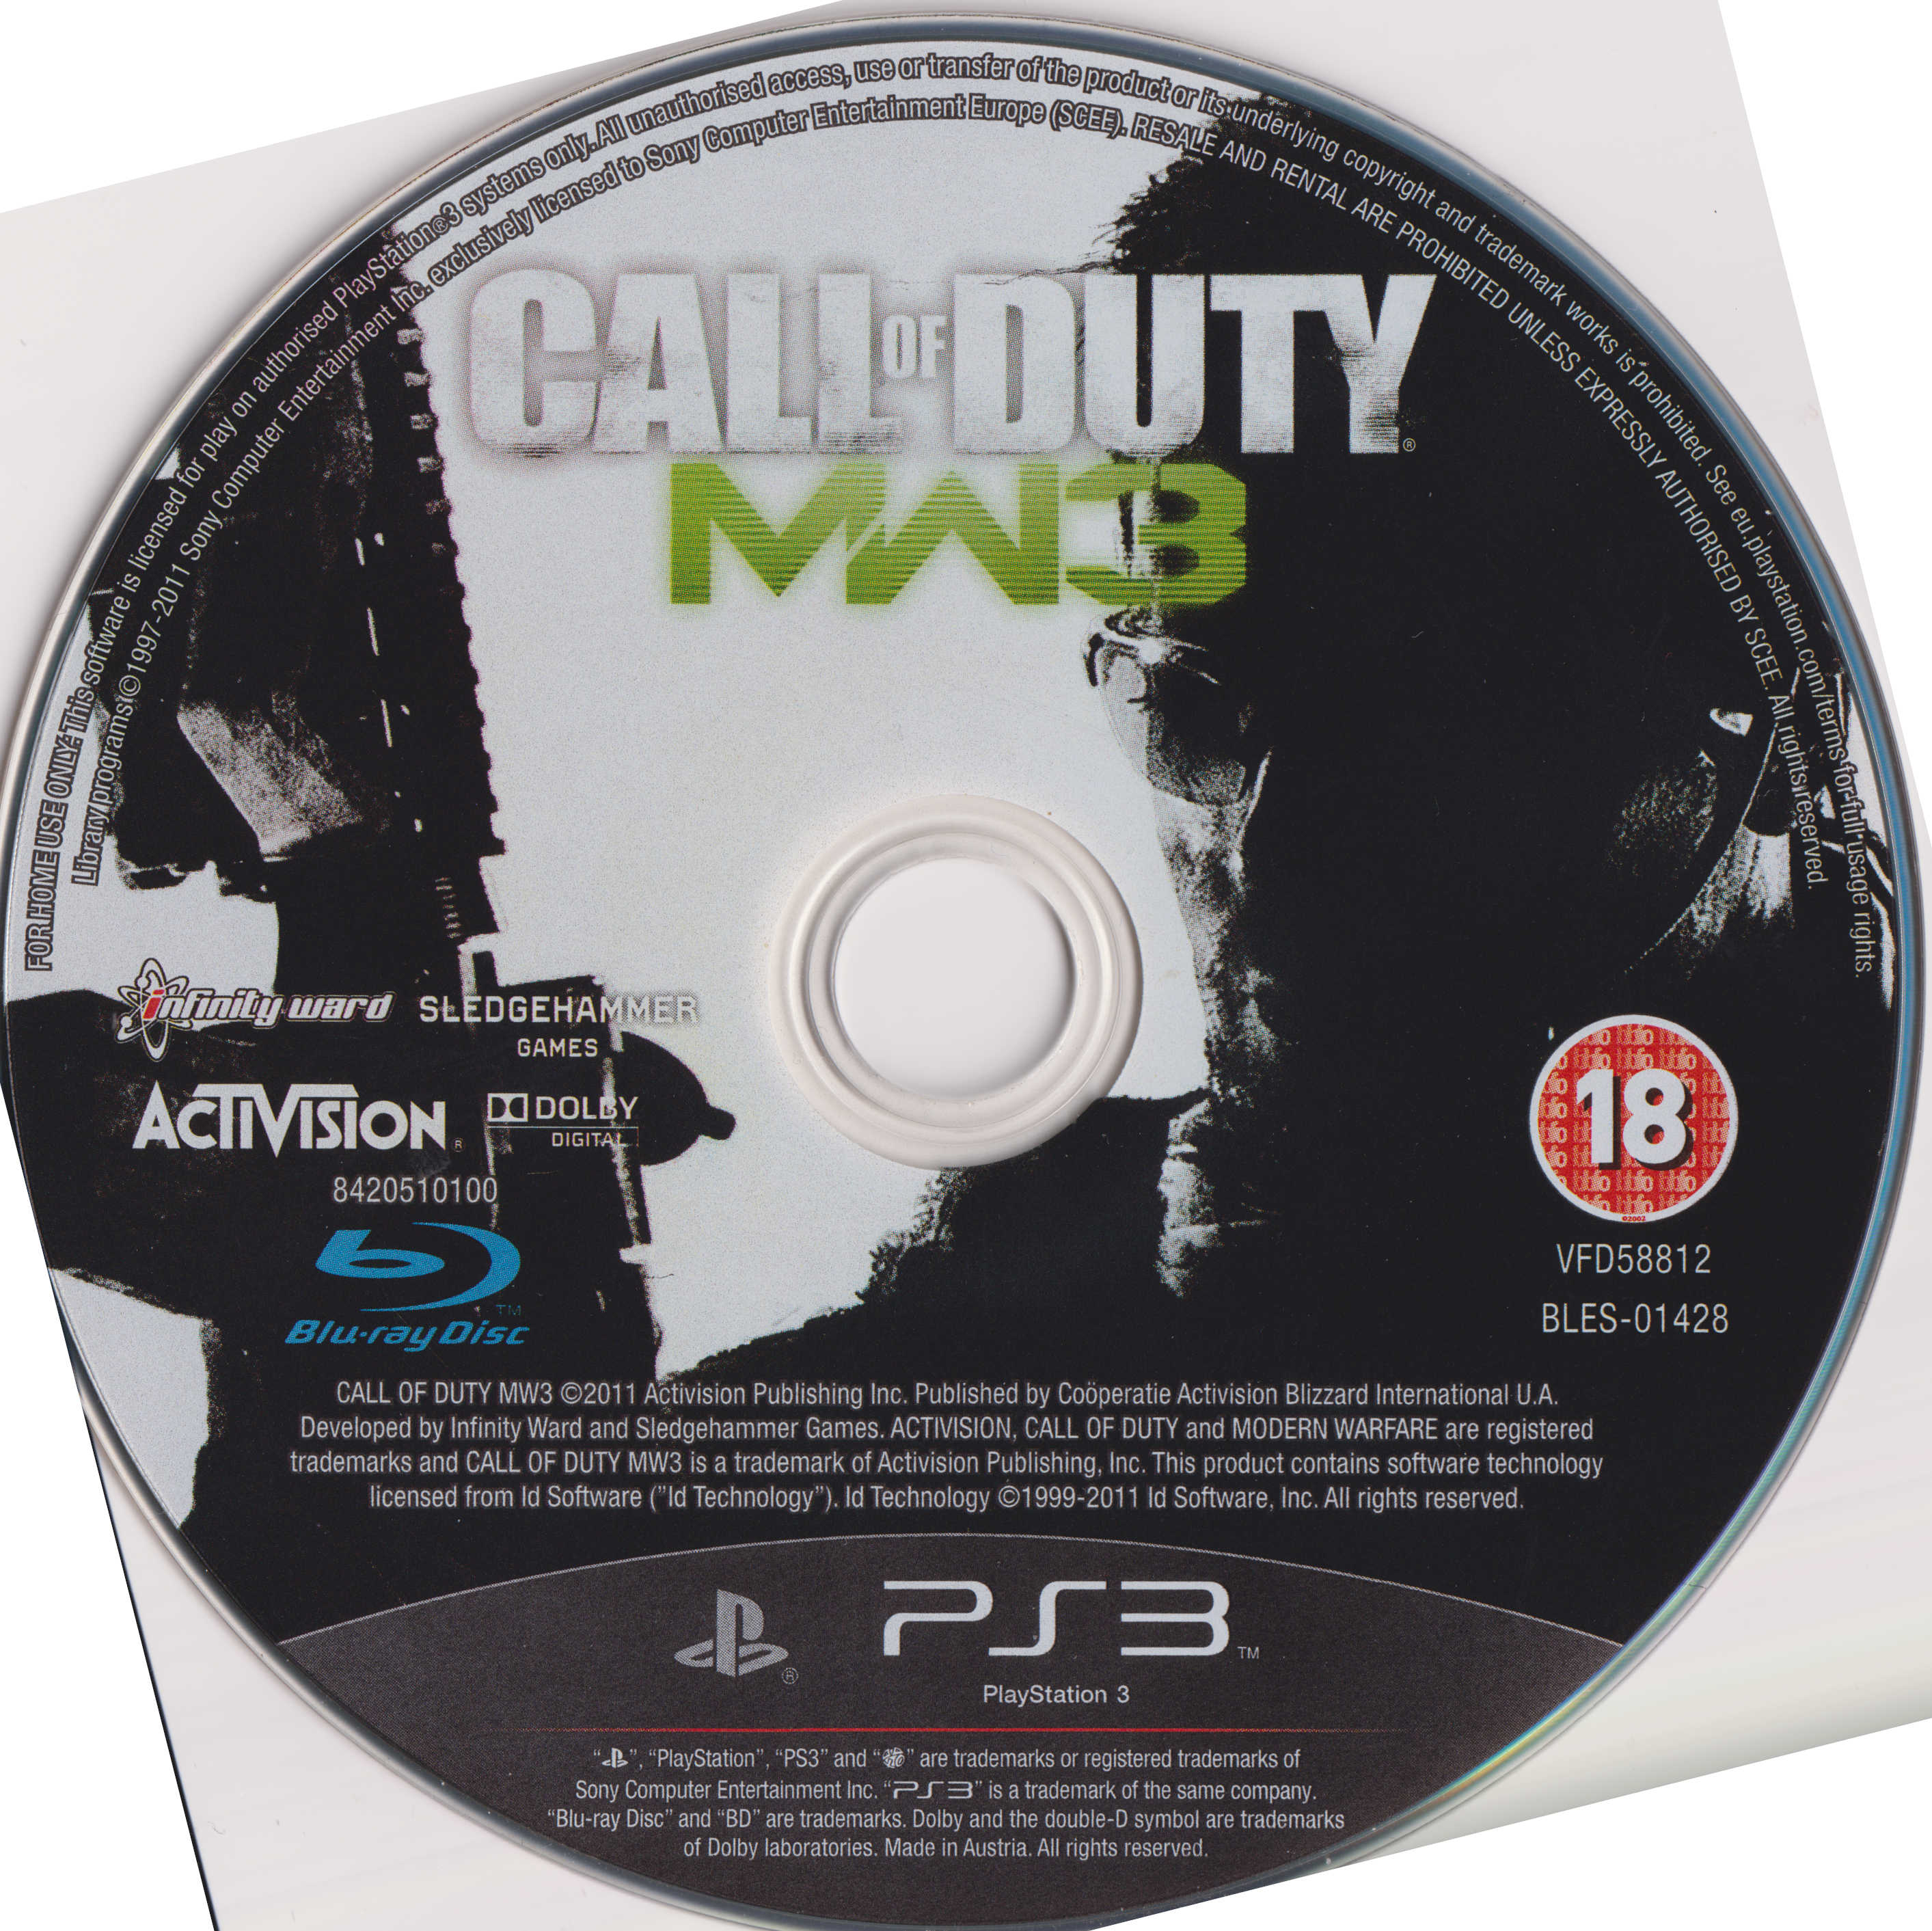 FOR HOME USE ONLY: This software is licensed for play on authorised PlayStation®3 systems only. All unauthorised access, use or transfer of the product or its underlying copyright and trademark works is prohibited. See eu.playstation.com/terms for full usage rights.
Library programs ©1997-2011 Sony Computer Entertainment Inc. exclusively licensed to Sony Computer Entertainment Europe (SCEE). RESALE AND RENTAL ARE PROHIBITED UNLESS EXPRESSLY AUTHORISED BY SCEE. All rights reserved.
CALL OF DUTY®
MW3
infinity ward
SLEDGEHAMMER
GAMES
ACTIVISION®
DOLBY
DIGITAL
8420510100
Blu-ray Disc™
18
©2002
VFD58812
BLES-01428
CALL OF DUTY MW3 ©2011 Activision Publishing Inc. Published by Coöperatie Activision Blizzard International U.A.
Developed by Infinity Ward and Sledgehammer Games. ACTIVISION, CALL OF DUTY and MODERN WARFARE are registered
trademarks and CALL OF DUTY MW3 is a trademark of Activision Publishing, Inc. This product contains software technology
licensed from Id Software ("Id Technology"). Id Technology ©1999-2011 Id Software, Inc. All rights reserved.
® PS3™
PlayStation 3
“ ”, “PlayStation”, “PS3” and “ ” are trademarks or registered trademarks of
Sony Computer Entertainment Inc. “PS3” is a trademark of the same company.
“Blu-ray Disc” and “BD” are trademarks. Dolby and the double-D symbol are trademarks
of Dolby laboratories. Made in Austria. All rights reserved.